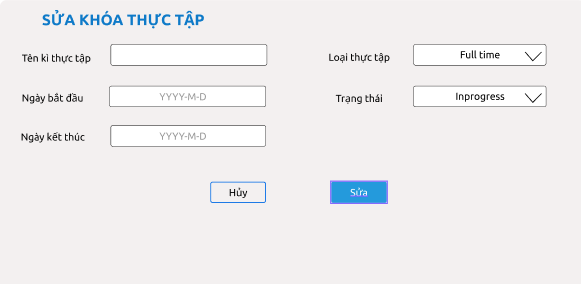 SỬA KHÓA THỰC TẬP
Tên kì thực tập
Loại thực tập Full time
Ngày bắt đầu YYYY-M-D
Trạng thái Inprogress
Ngày kết thúc YYYY-M-D
Hủy Sửa